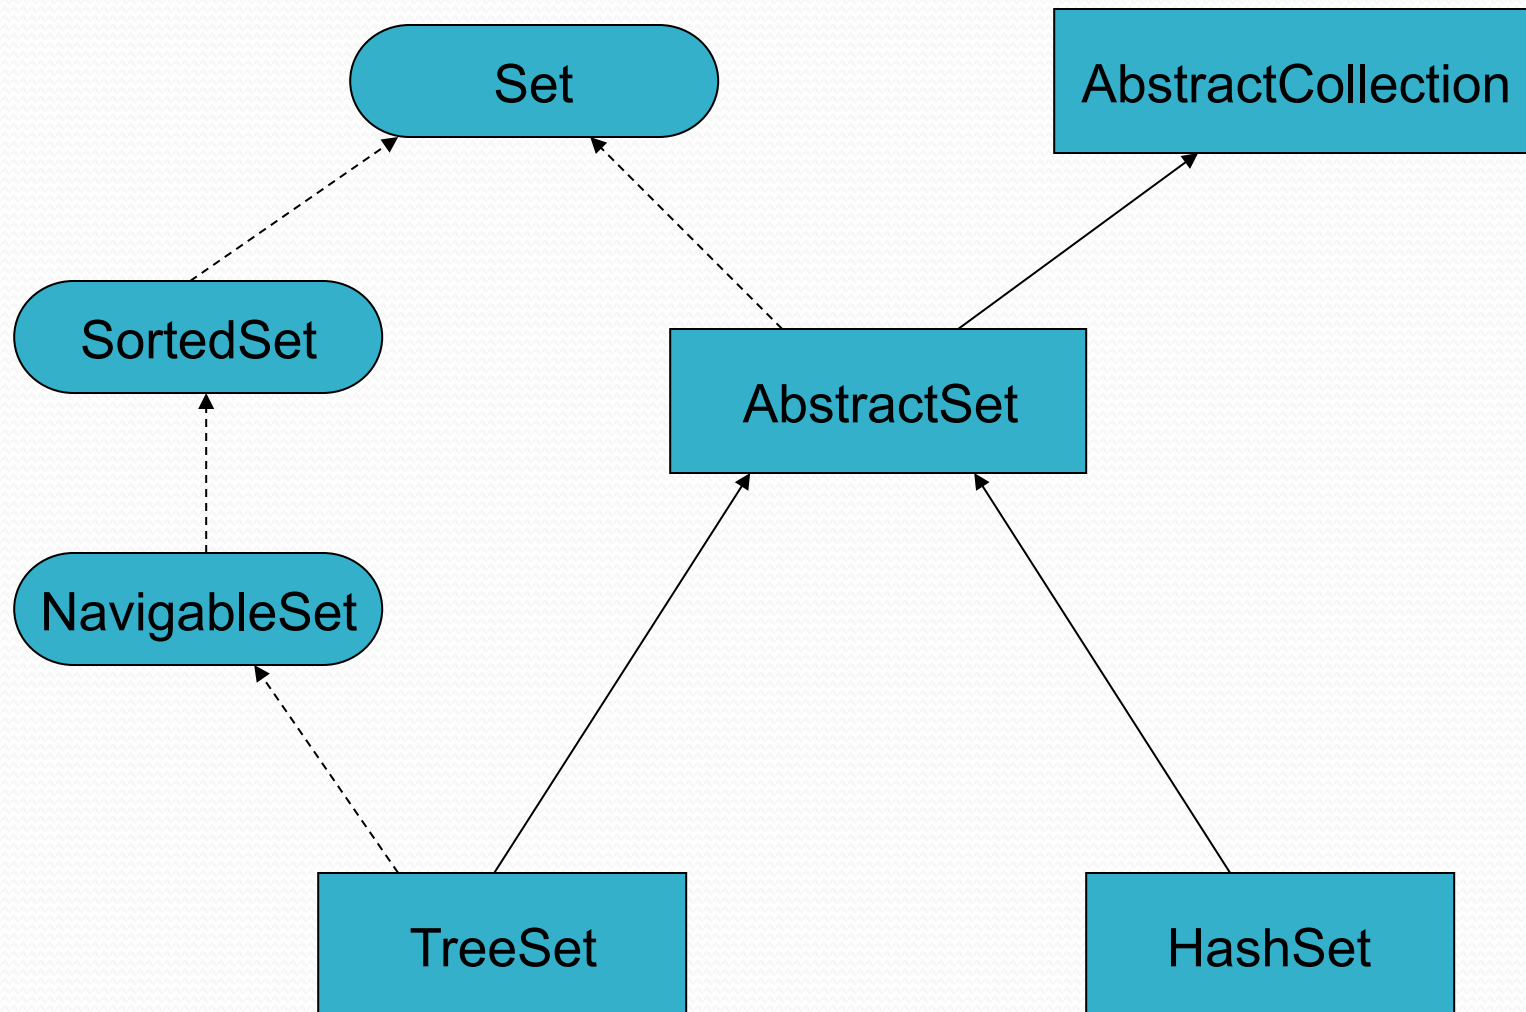 Set
AbstractCollection
SortedSet
AbstractSet
NavigableSet
TreeSet
HashSet